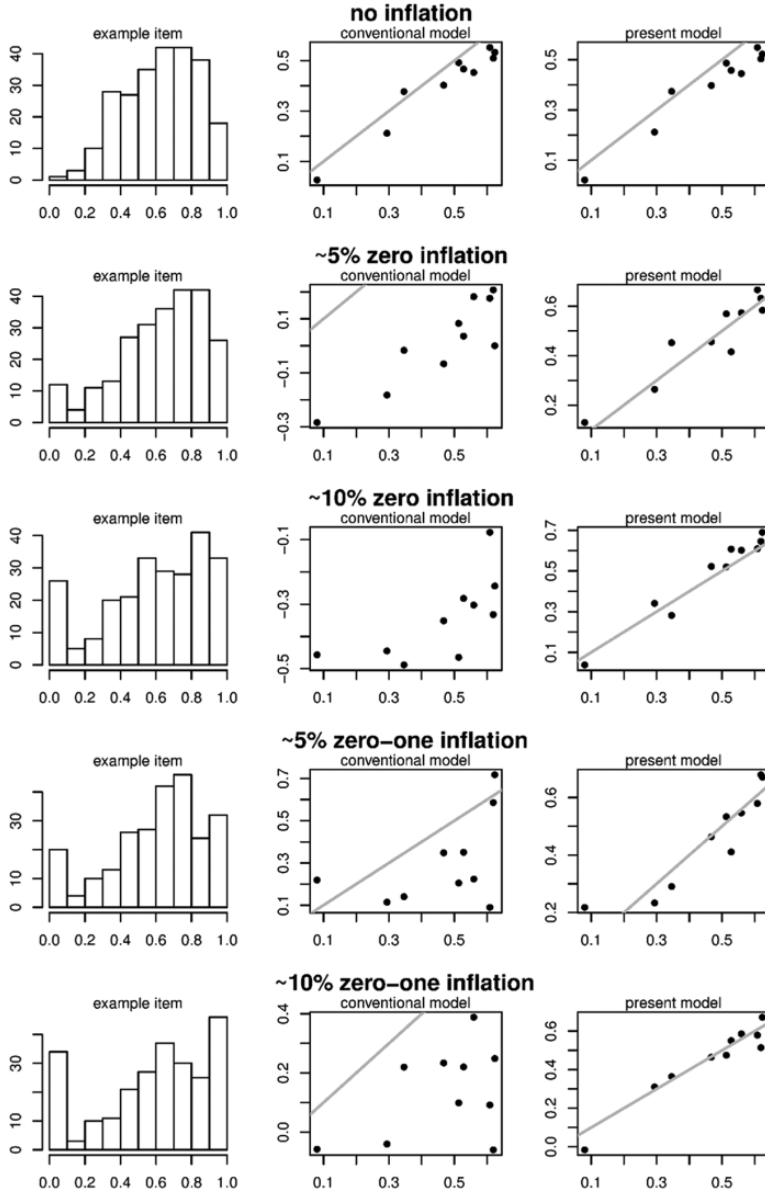 no inflation
example item
conventional model
present model
0 10 20 30 40
0.0 0.2 0.4 0.6 0.8 1.0
0.1 0.3 0.5
0.1 0.3 0.5
0.1 0.3 0.5
0.1 0.3 0.5
~5% zero inflation
example item
conventional model
present model
0 10 20 30 40
0.0 0.2 0.4 0.6 0.8 1.0
−0.3 −0.1 0.1
0.1 0.3 0.5
0.2 0.4 0.6
0.1 0.3 0.5
~10% zero inflation
example item
conventional model
present model
0 10 20 30 40
0.0 0.2 0.4 0.6 0.8 1.0
−0.5 −0.3 −0.1
0.1 0.3 0.5
0.1 0.3 0.5 0.7
0.1 0.3 0.5
~5% zero−one inflation
example item
conventional model
present model
0 10 30
0.0 0.2 0.4 0.6 0.8 1.0
0.1 0.3 0.5 0.7
0.1 0.3 0.5
0.2 0.4 0.6
0.1 0.3 0.5
~10% zero−one inflation
example item
conventional model
present model
0 10 30
0.0 0.2 0.4 0.6 0.8 1.0
0.0 0.2 0.4
0.1 0.3 0.5
0.0 0.2 0.4 0.6
0.1 0.3 0.5